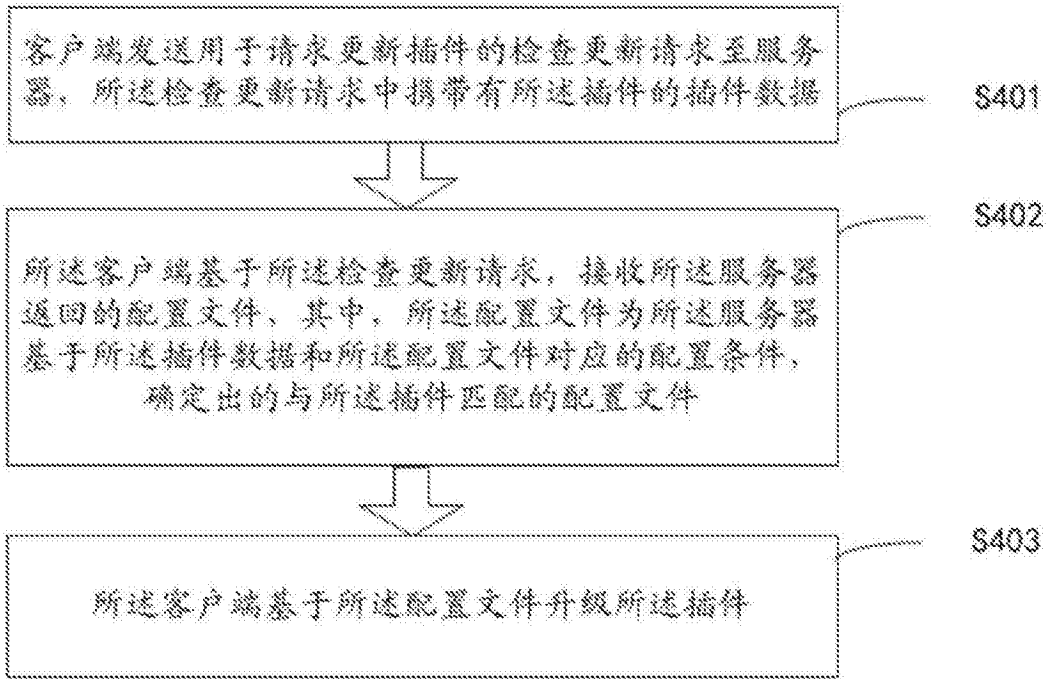 客户端发送用于请求更新插件的检查更新请求至服务
器，所述检查更新请求中携带有所述插件的插件数据
S401
S402
所述客户端基于所述检查更新请求，接收所述服务器
返回的配置文件，其中，所述配置文件为所述服务器
基于所述插件数据和所述配置文件对应的配置条件，
确定出的与所述插件匹配的配置文件
S403
所述客户端基于所述配置文件升级所述插件